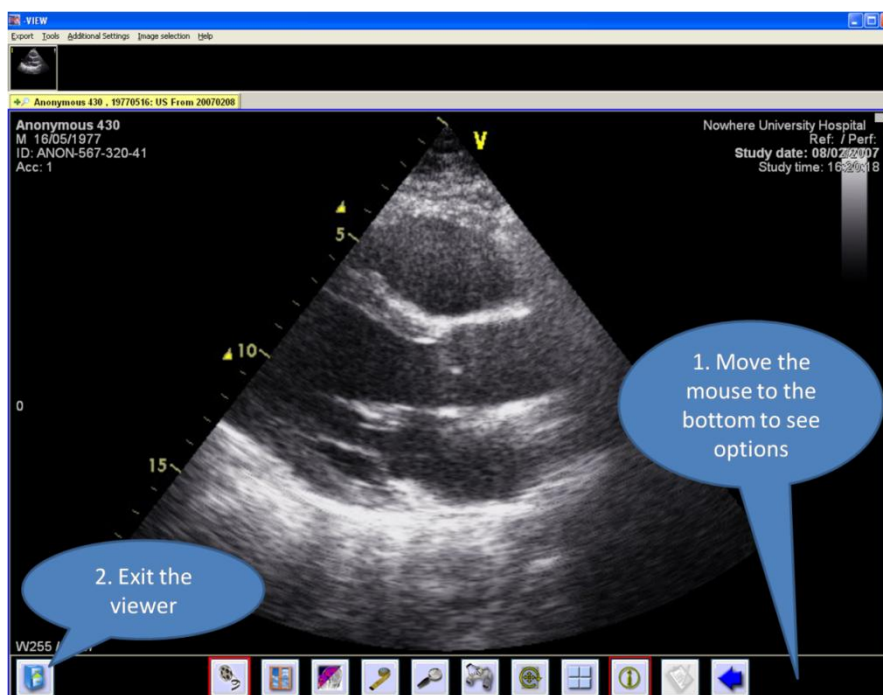 -VIEW
Export Tools Additional Settings Image selection Help
Anonymous 430 , 19770516: US From 20070208
Anonymous 430
M 16/05/1977
ID: ANON-567-320-41
Acc: 1
Nowhere University Hospital
Ref: / Perf:
Study date: 08/02/2007
Study time: 16:20:18
V
5
10
15
0
1. Move the
mouse to the
bottom to see
options
2. Exit the
viewer
W255 /